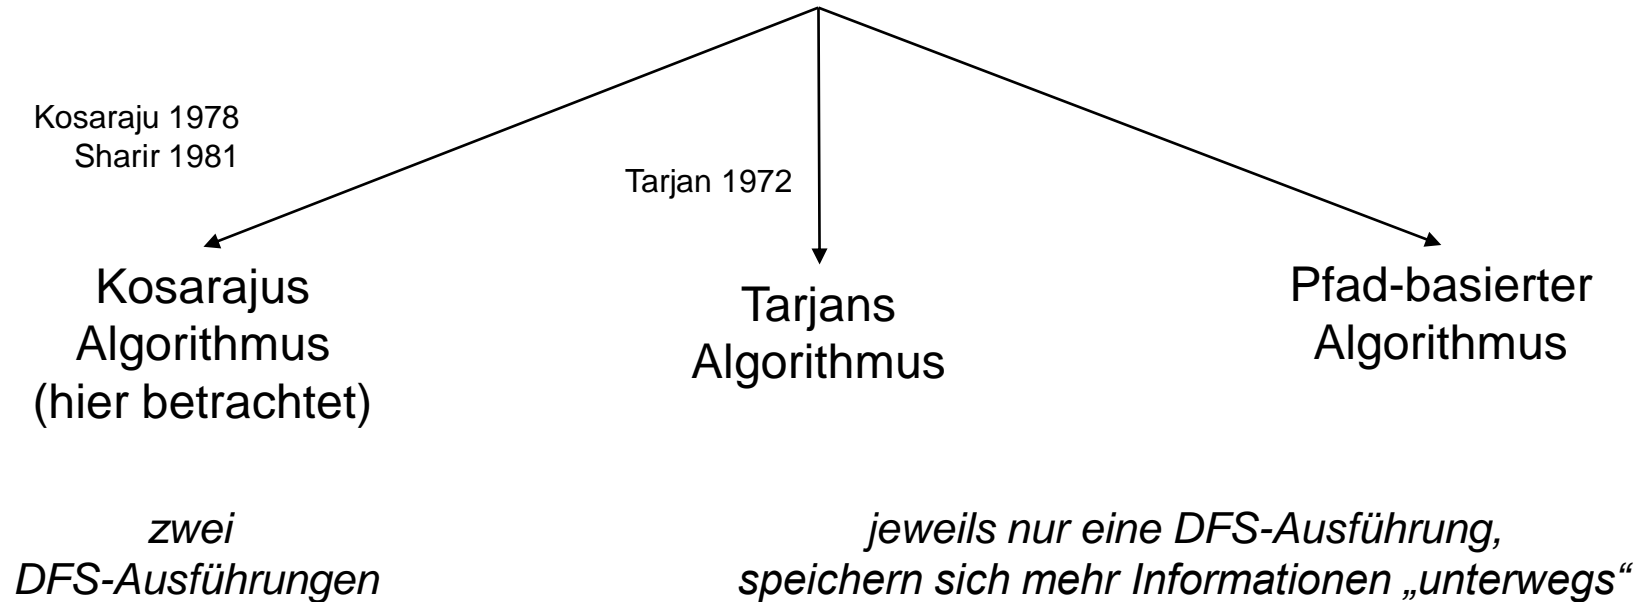 Kosaraju 1978
Sharir 1981
Tarjan 1972
Kosarajus
Algorithmus
(hier betrachtet)
Tarjans
Algorithmus
Pfad-basierter
Algorithmus
zwei
DFS-Ausführungen
jeweils nur eine DFS-Ausführung,
speichern sich mehr Informationen „unterwegs“